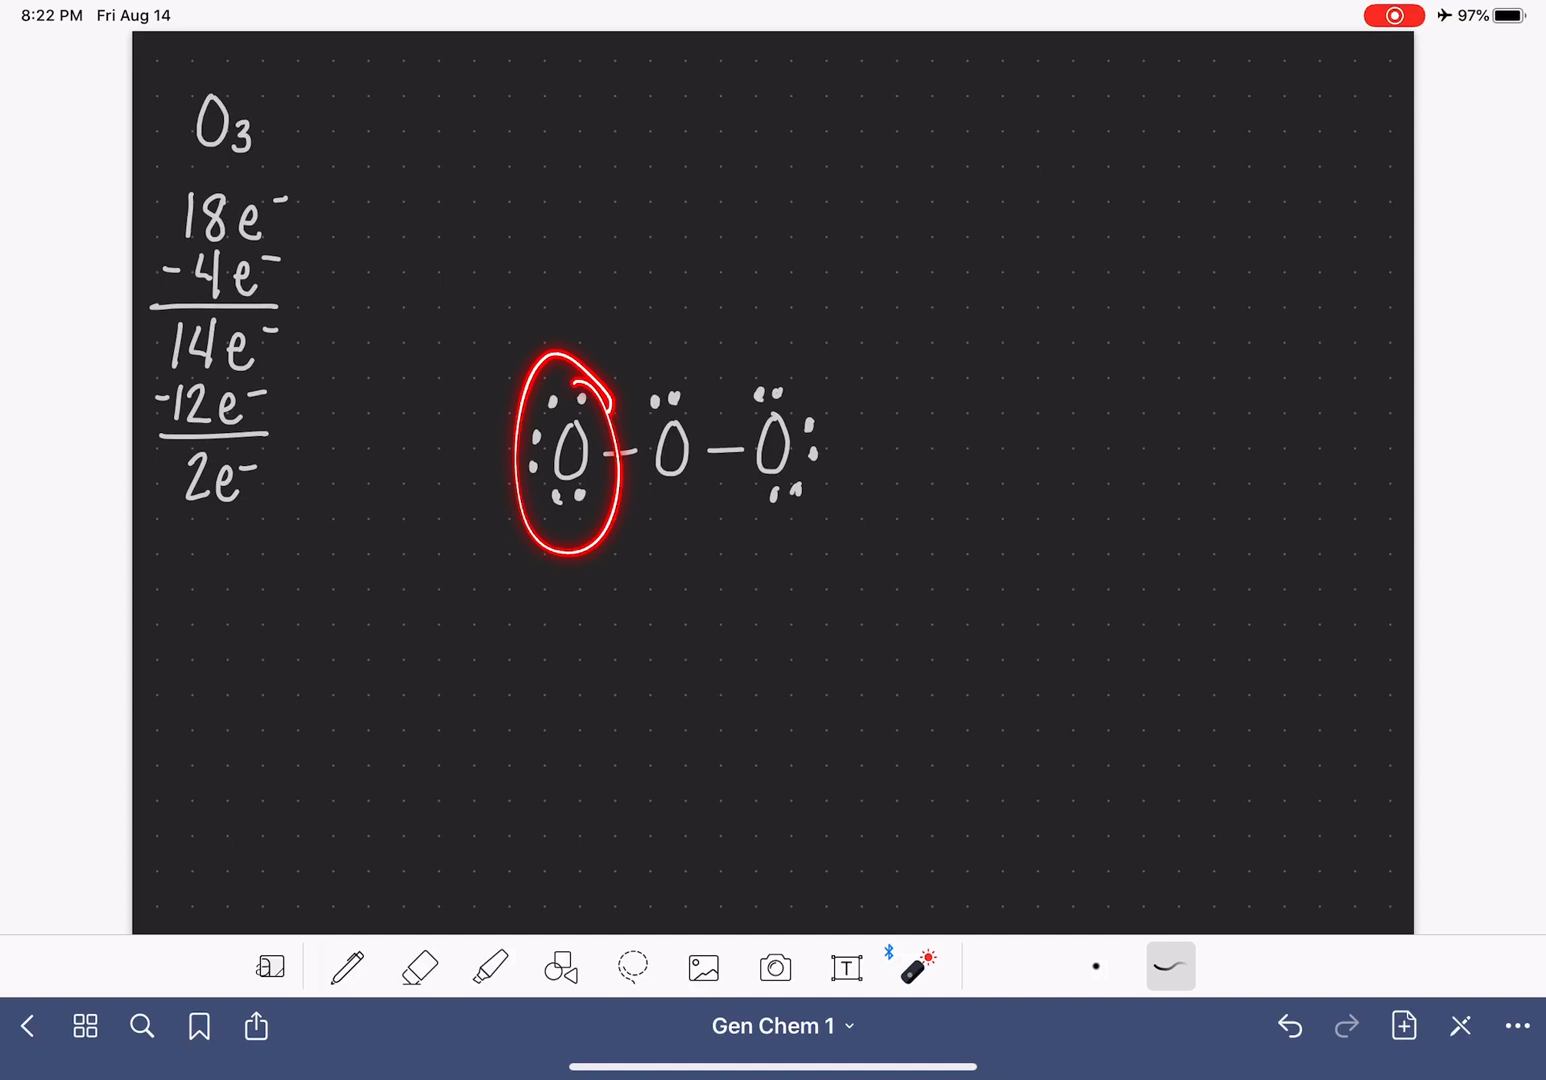 8:22 PM Fri Aug 14
97%
O₃
18e⁻
-4e⁻
14e⁻
-12e⁻
2e⁻
O-O-O
T
Gen Chem 1